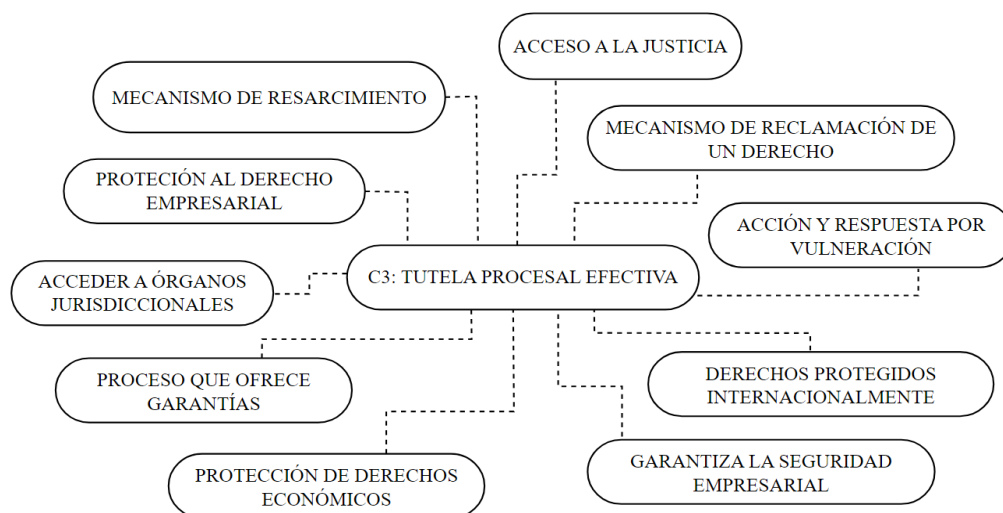 ACCESO A LA JUSTICIA
MECANISMO DE RESARCIMIENTO
MECANISMO DE RECLAMACIÓN DE
UN DERECHO
PROTECIÓN AL DERECHO
EMPRESARIAL
ACCIÓN Y RESPUESTA POR
VULNERACIÓN
C3: TUTELA PROCESAL EFECTIVA
ACCEDER A ÓRGANOS
JURISDICCIONALES
PROCESO QUE OFRECE
GARANTÍAS
DERECHOS PROTEGIDOS
INTERNACIONALMENTE
PROTECCIÓN DE DERECHOS
ECONÓMICOS
GARANTIZA LA SEGURIDAD
EMPRESARIAL